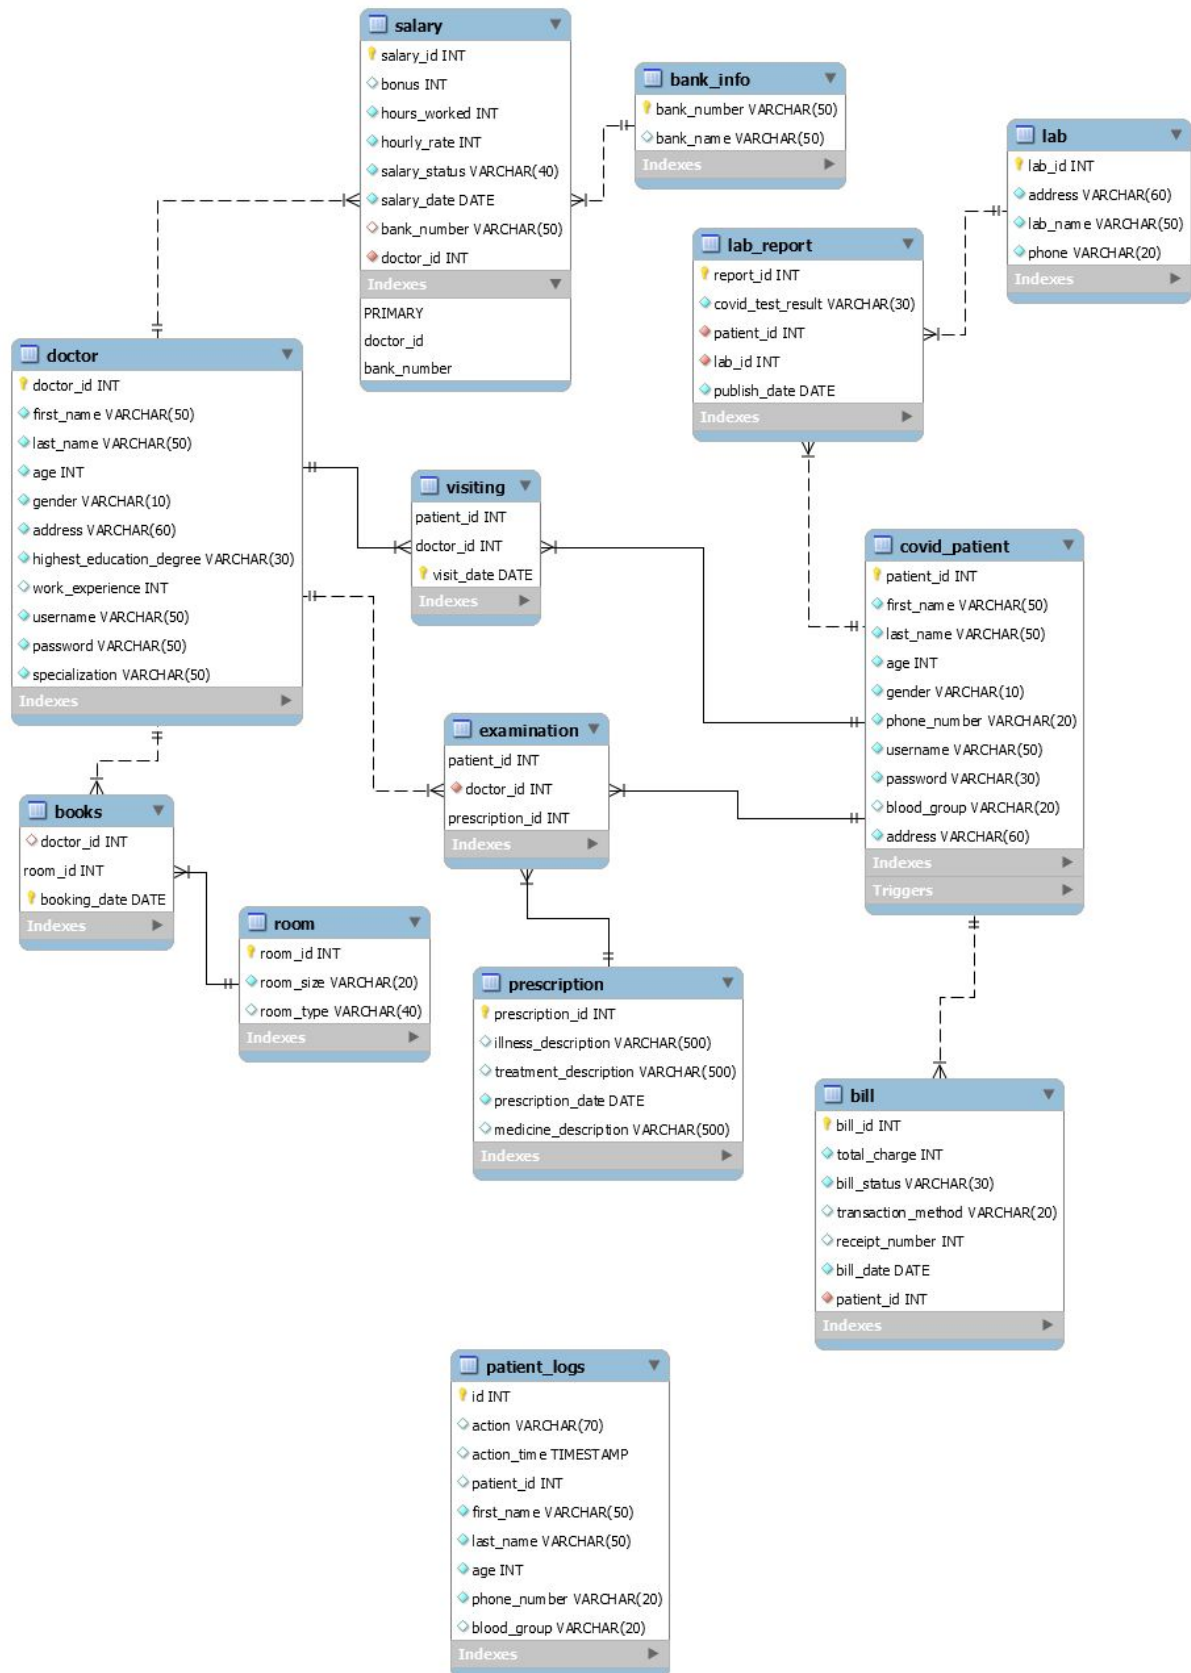 salary
salary_id INT
bonus INT
hours_worked INT
hourly_rate INT
salary_status VARCHAR(40)
salary_date DATE
bank_number VARCHAR(50)
doctor_id INT
Indexes
PRIMARY
doctor_id
bank_number
bank_info
bank_number VARCHAR(50)
bank_name VARCHAR(50)
Indexes
lab
lab_id INT
address VARCHAR(60)
lab_name VARCHAR(50)
phone VARCHAR(20)
Indexes
lab_report
report_id INT
covid_test_result VARCHAR(30)
patient_id INT
lab_id INT
publish_date DATE
Indexes
doctor
doctor_id INT
first_name VARCHAR(50)
last_name VARCHAR(50)
age INT
gender VARCHAR(10)
address VARCHAR(60)
highest_education_degree VARCHAR(30)
work_experience INT
username VARCHAR(50)
password VARCHAR(50)
specialization VARCHAR(50)
Indexes
visiting
patient_id INT
doctor_id INT
visit_date DATE
Indexes
covid_patient
patient_id INT
first_name VARCHAR(50)
last_name VARCHAR(50)
age INT
gender VARCHAR(10)
phone_number VARCHAR(20)
username VARCHAR(50)
password VARCHAR(30)
blood_group VARCHAR(20)
address VARCHAR(60)
Indexes
Triggers
examination
patient_id INT
doctor_id INT
prescription_id INT
Indexes
books
doctor_id INT
room_id INT
booking_date DATE
Indexes
room
room_id INT
room_size VARCHAR(20)
room_type VARCHAR(40)
Indexes
prescription
prescription_id INT
illness_description VARCHAR(500)
treatment_description VARCHAR(500)
prescription_date DATE
medicine_description VARCHAR(500)
Indexes
bill
bill_id INT
total_charge INT
bill_status VARCHAR(30)
transaction_method VARCHAR(20)
receipt_number INT
bill_date DATE
patient_id INT
Indexes
patient_logs
id INT
action VARCHAR(70)
action_time TIMESTAMP
patient_id INT
first_name VARCHAR(50)
last_name VARCHAR(50)
age INT
phone_number VARCHAR(20)
blood_group VARCHAR(20)
Indexes